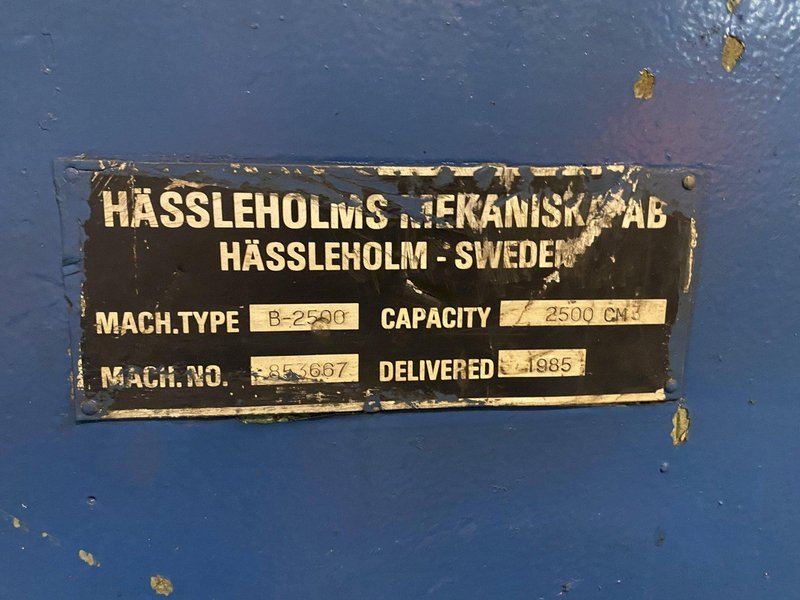 HÄSSLEHOLMS MEKANISKA AB
HÄSSLEHOLM - SWEDEN
MACH.TYPE B-2500 CAPACITY 2500 CM3
MACH.NO. 853667 DELIVERED 1985